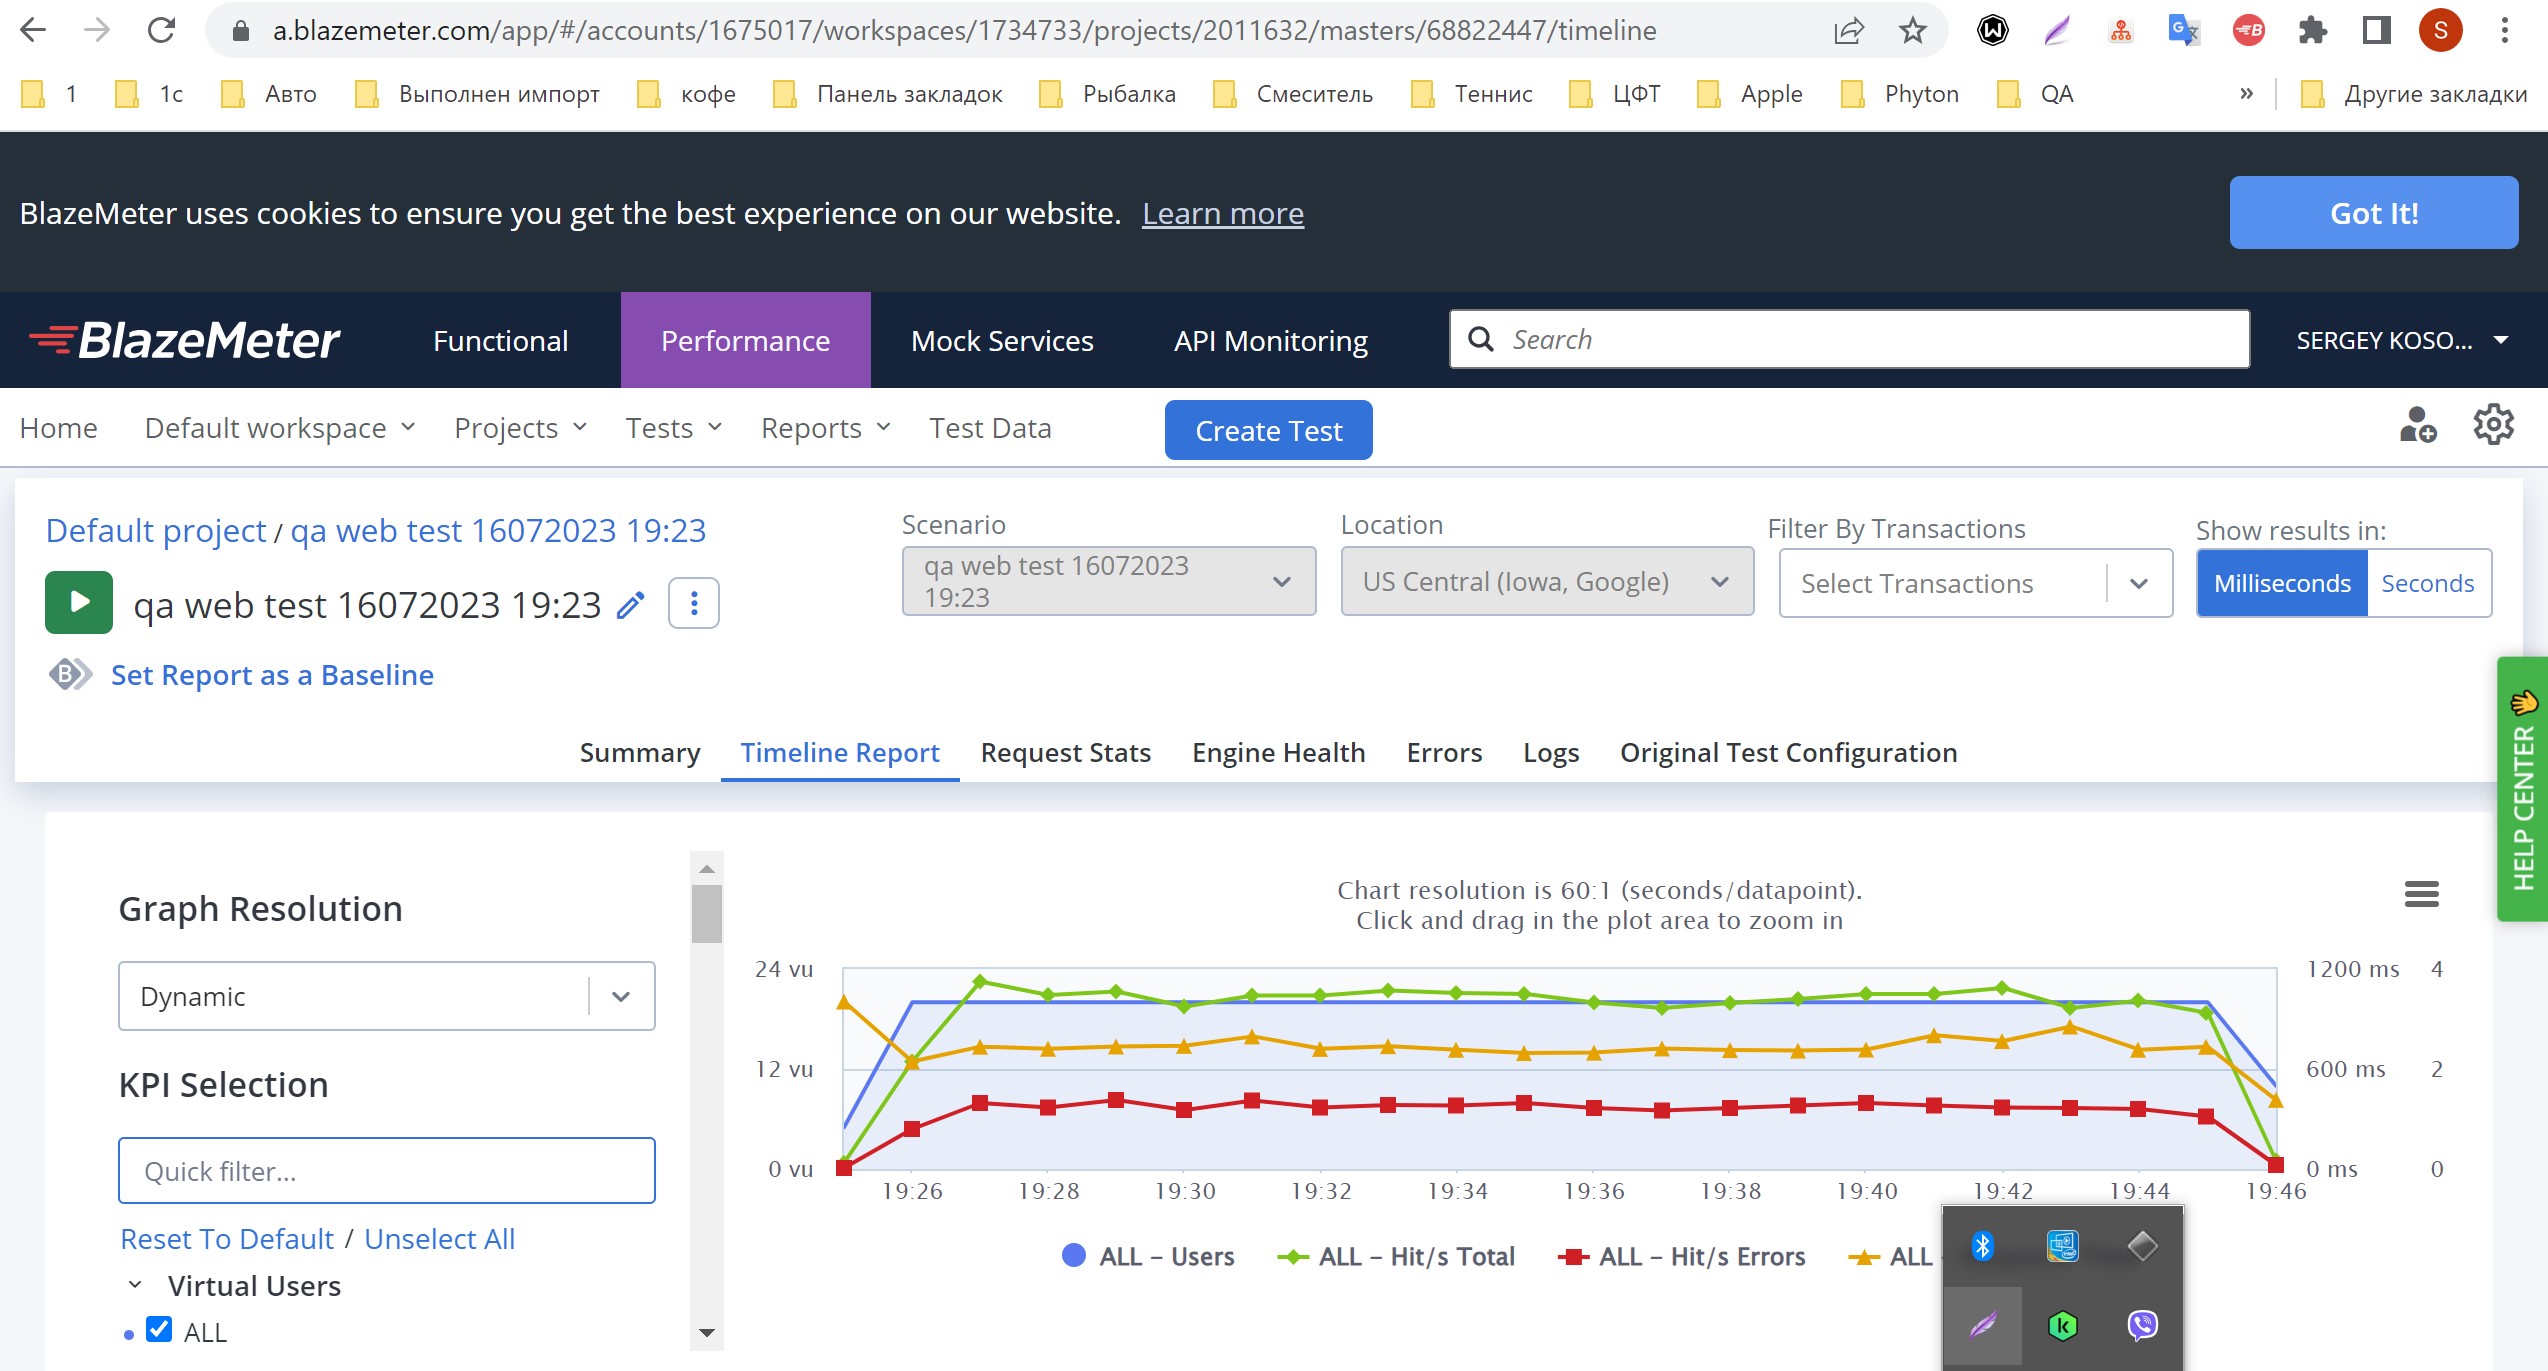 a.blazemeter.com/app/#/accounts/1675017/workspaces/1734733/projects/2011632/masters/68822447/timeline
S
1 1с Авто Выполнен импорт кофе Панель закладок Рыбалка Смеситель Теннис ЦФТ Apple Phyton QA » Другие закладки
BlazeMeter uses cookies to ensure you get the best experience on our website. Learn more
Got It!
BlazeMeter Functional Performance Mock Services API Monitoring Search SERGEY KOSO...
Home Default workspace Projects Tests Reports Test Data Create Test
Default project / qa web test 16072023 19:23
qa web test 16072023 19:23
B Set Report as a Baseline
Scenario
qa web test 16072023
19:23
Location
US Central (Iowa, Google)
Filter By Transactions
Select Transactions
Show results in:
Milliseconds Seconds
HELP CENTER
Summary Timeline Report Request Stats Engine Health Errors Logs Original Test Configuration
Graph Resolution
Dynamic
KPI Selection
Quick filter...
Reset To Default / Unselect All
Virtual Users
ALL
Chart resolution is 60:1 (seconds/datapoint).
Click and drag in the plot area to zoom in
24 vu 1200 ms 4
12 vu 600 ms 2
0 vu 0 ms 0
19:26 19:28 19:30 19:32 19:34 19:36 19:38 19:40 19:42 19:44 19:46
ALL – Users ALL – Hit/s Total ALL – Hit/s Errors ALL